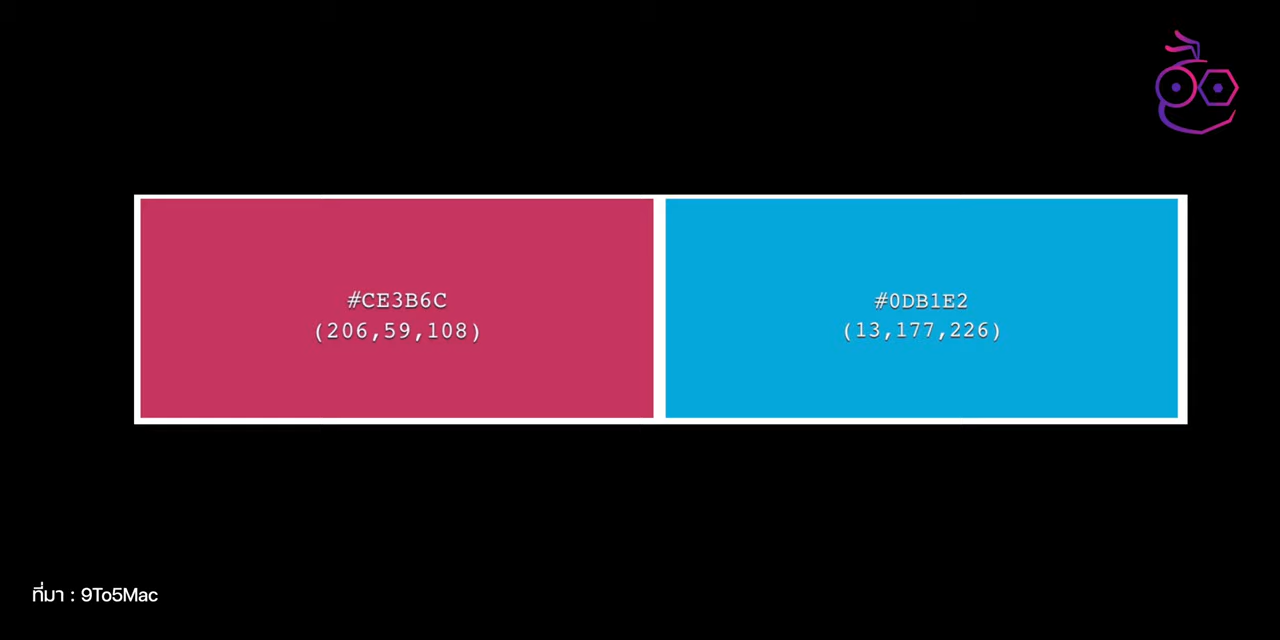 #CE3B6C
(206,59,108)
#0DB1E2
(13,177,226)
ที่มา : 9To5Mac